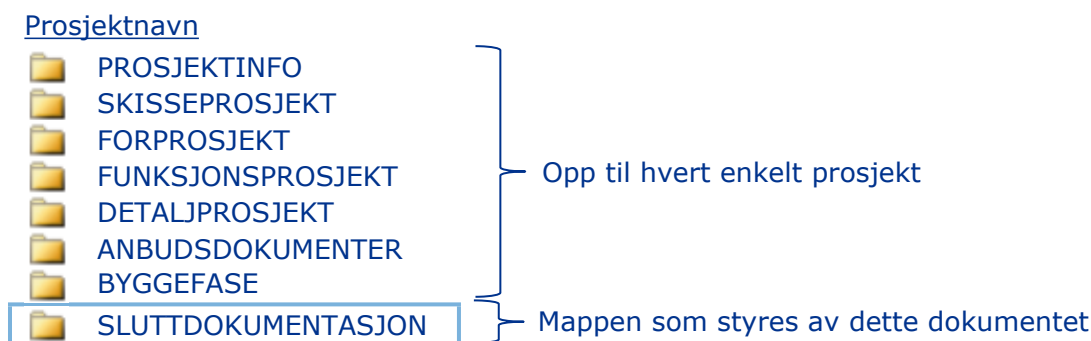 Prosjektnavn
PROSJEKTINFO
SKISSEPROSJEKT
FORPROSJEKT
FUNKSJONSPROSJEKT
Opp til hvert enkelt prosjekt
DETALJPROSJEKT
ANBUDSDOKUMENTER
BYGGEFASE
SLUTTDOKUMENTASJON
Mappen som styres av dette dokumentet